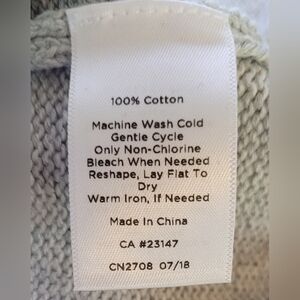 100% Cotton
Machine Wash Cold
Gentle Cycle
Only Non-Chlorine
Bleach When Needed
Reshape, Lay Flat To
Dry
Warm Iron, If Needed
Made In China
CA #23147
CN2708 07/18